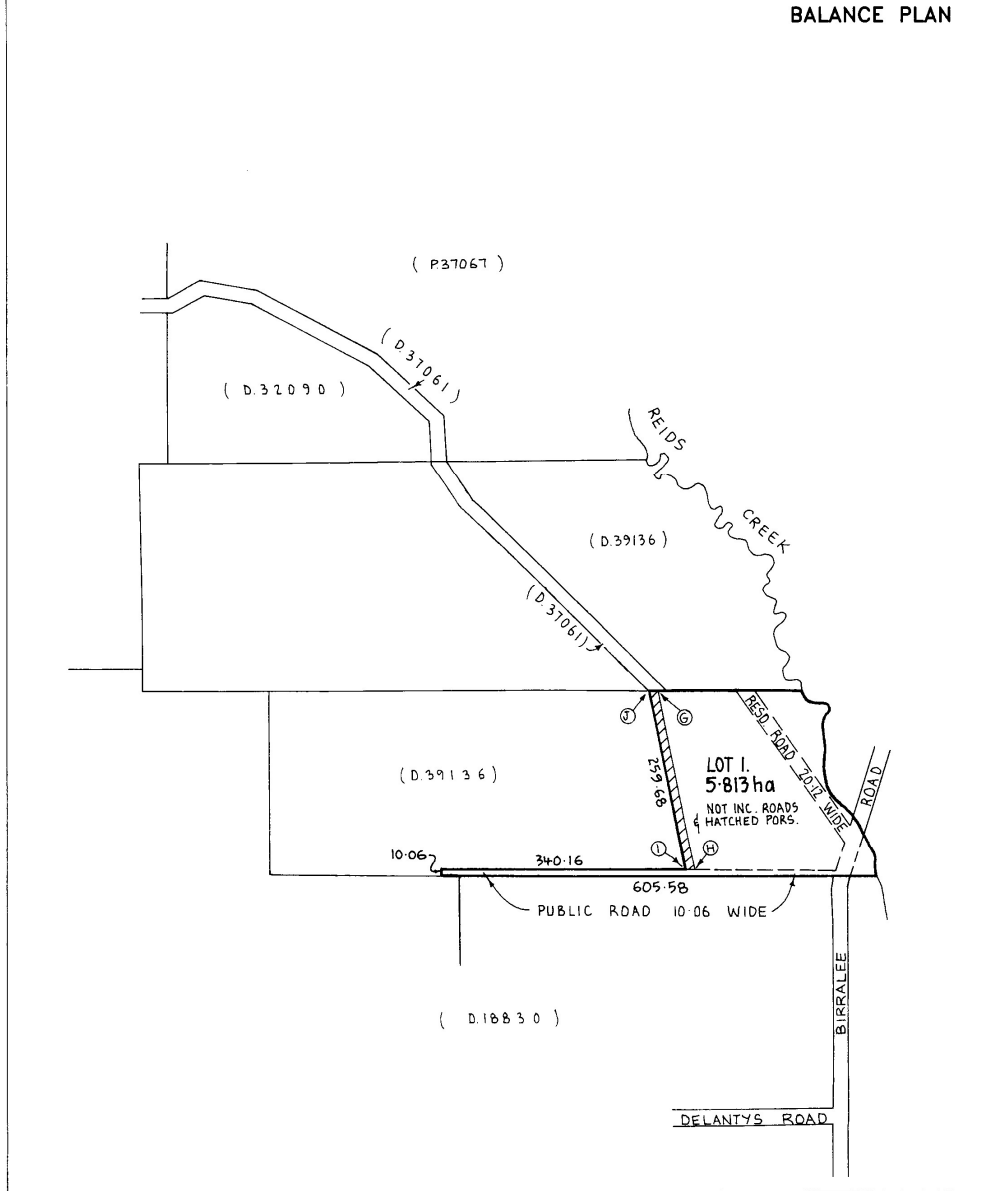 BALANCE PLAN
( P.37067 )
( D.37061 )
( D.32090 )
REIDS
CREEK
( D.39136 )
( D.37061 )
J
G
RESD. ROAD 20·12 WIDE
ROAD
LOT 1.
5·813ha
NOT INC. ROADS
& HATCHED PORS.
( D.39136 )
259·68
I
H
10·06
340·16
605·58
PUBLIC ROAD 10·06 WIDE
BIRRALEE
( D.18830 )
DELANTYS ROAD